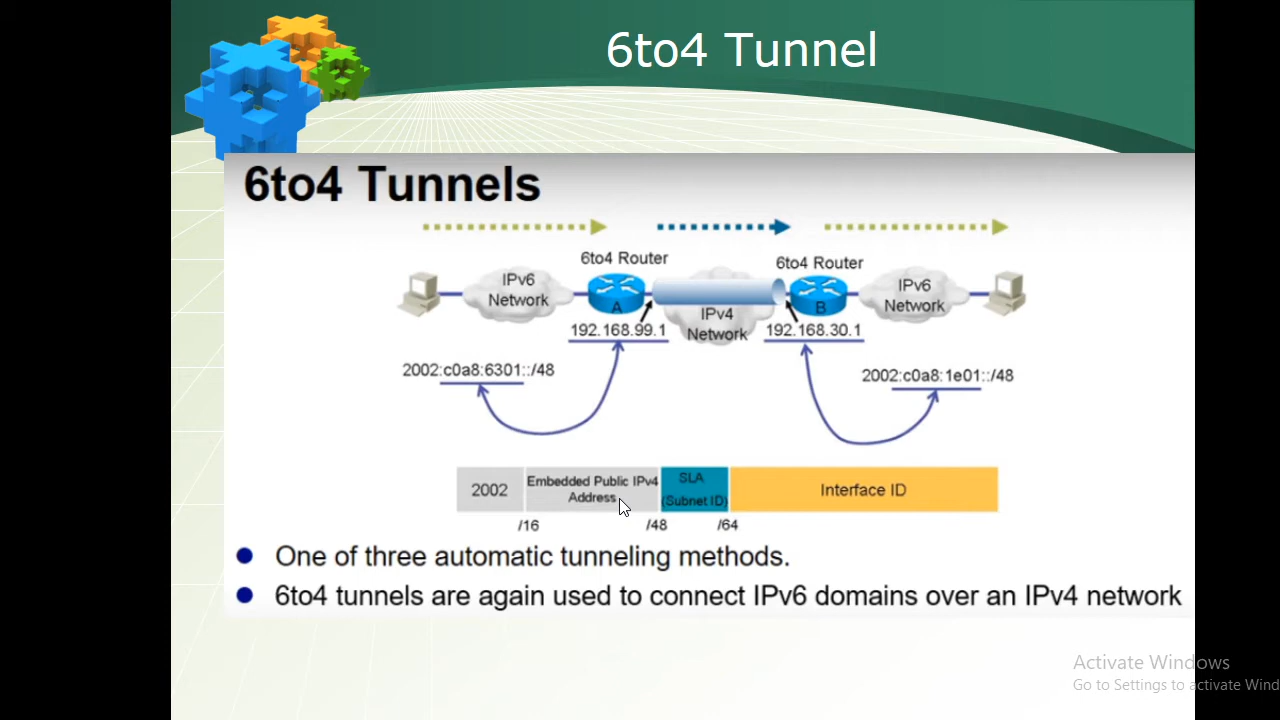 6to4 Tunnel
6to4 Tunnels
6to4 Router
6to4 Router
IPv6
Network
A
IPv4
Network
B
IPv6
Network
192.168.99.1
192.168.30.1
2002:c0a8:6301::/48
2002:c0a8:1e01::/48
2002
Embedded Public IPv4
Address
SLA
(Subnet ID)
Interface ID
/16
/48
/64
One of three automatic tunneling methods.
6to4 tunnels are again used to connect IPv6 domains over an IPv4 network
Activate Windows
Go to Settings to activate Wind